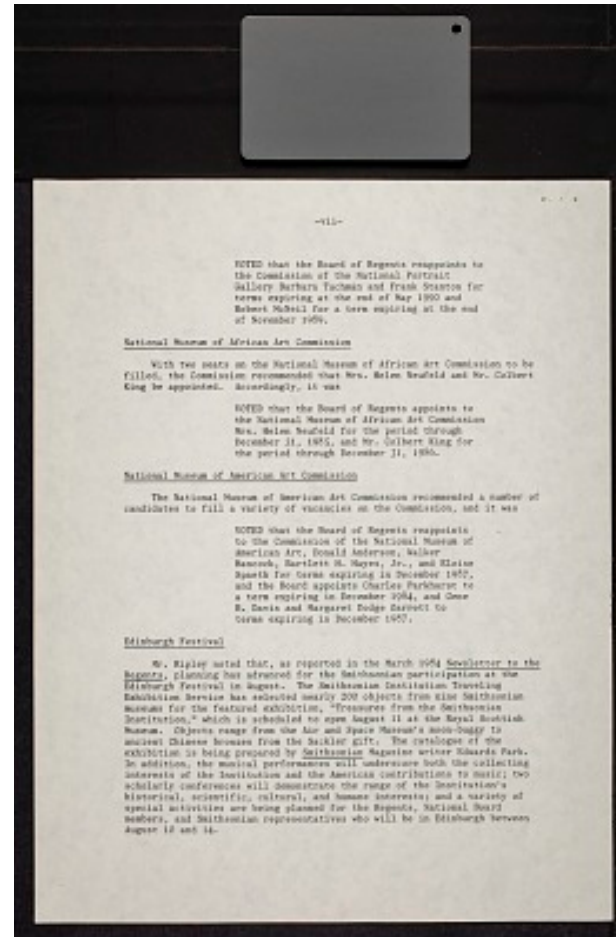 -vii-
VOTED that the Board of Regents reappoints to
the Commission of the National Portrait
Gallery Barbara Tuchman and Frank Stanton for
terms expiring at the end of May 1990 and
Robert McNeil for a term expiring at the end
of November 1989.
National Museum of African Art Commission
With two seats on the National Museum of African Art Commission to be
filled, the Commission recommended that Mrs. Helen Neufeld and Mr. Colbert
King be appointed. Accordingly, it was
VOTED that the Board of Regents appoints to
the National Museum of African Art Commission
Mrs. Helen Neufeld for the period through
December 31, 1985, and Mr. Colbert King for
the period through December 31, 1986.
National Museum of American Art Commission
The National Museum of American Art Commission recommended a number of
candidates to fill a variety of vacancies on the Commission, and it was
VOTED that the Board of Regents reappoints
to the Commission of the National Museum of
American Art, Donald Anderson, Walker
Hancock, Bartlett H. Hayes, Jr., and Eloise
Spaeth for terms expiring in December 1987,
and the Board appoints Charles Parkhurst to
a term expiring in December 1984, and Gene
B. Davis and Margaret Dodge Garrett to
terms expiring in December 1987.
Edinburgh Festival
Mr. Ripley noted that, as reported in the March 1984 Newsletter to the
Regents, planning has advanced for the Smithsonian participation at the
Edinburgh Festival in August. The Smithsonian Institution Traveling
Exhibition Service has selected nearly 200 objects from nine Smithsonian
museums for the featured exhibition, "Treasures from the Smithsonian
Institution," which is scheduled to open August 11 at the Royal Scottish
Museum. Objects range from the Air and Space Museum's moon-buggy to
ancient Chinese bronzes from the Sackler gift. The catalogue of the
exhibition is being prepared by Smithsonian Magazine writer Edwards Park.
In addition, the musical performances will underscore both the collecting
interests of the Institution and the American contributions to music; two
scholarly conferences will demonstrate the range of the Institution's
historical, scientific, cultural, and humane interests; and a variety of
special activities are being planned for the Regents, National Board
members, and Smithsonian representatives who will be in Edinburgh between
August 10 and 14.